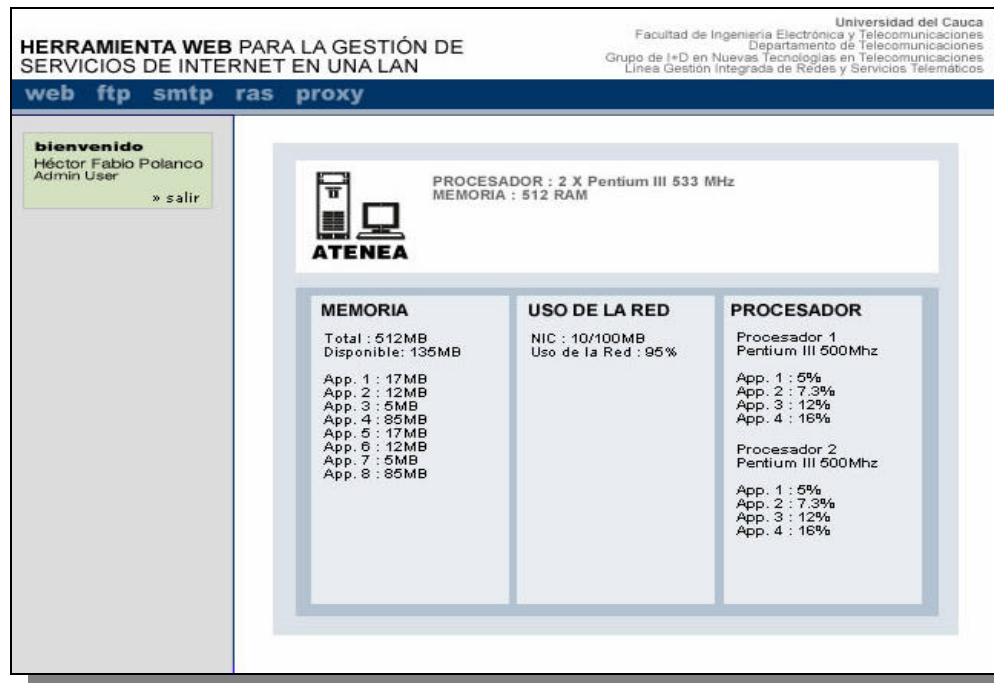 HERRAMIENTA WEB PARA LA GESTIÓN DE
SERVICIOS DE INTERNET EN UNA LAN
Universidad del Cauca
Facultad de Ingeniería Electrónica y Telecomunicaciones
Departamento de Telecomunicaciones
Grupo de I+D en Nuevas Tecnologías en Telecomunicaciones
Línea Gestión Integrada de Redes y Servicios Telemáticos
web ftp smtp ras proxy
bienvenido
Héctor Fabio Polanco
Admin User
» salir
PROCESADOR : 2 X Pentium III 533 MHz
MEMORIA : 512 RAM
ATENEA
MEMORIA
Total : 512MB
Disponible: 135MB
App. 1 : 17MB
App. 2 : 12MB
App. 3 : 5MB
App. 4 : 85MB
App. 5 : 17MB
App. 6 : 12MB
App. 7 : 5MB
App. 8 : 85MB
USO DE LA RED
NIC : 10/100MB
Uso de la Red : 95%
PROCESADOR
Procesador 1
Pentium III 500Mhz
App. 1 : 5%
App. 2 : 7.3%
App. 3 : 12%
App. 4 : 16%
Procesador 2
Pentium III 500Mhz
App. 1 : 5%
App. 2 : 7.3%
App. 3 : 12%
App. 4 : 16%